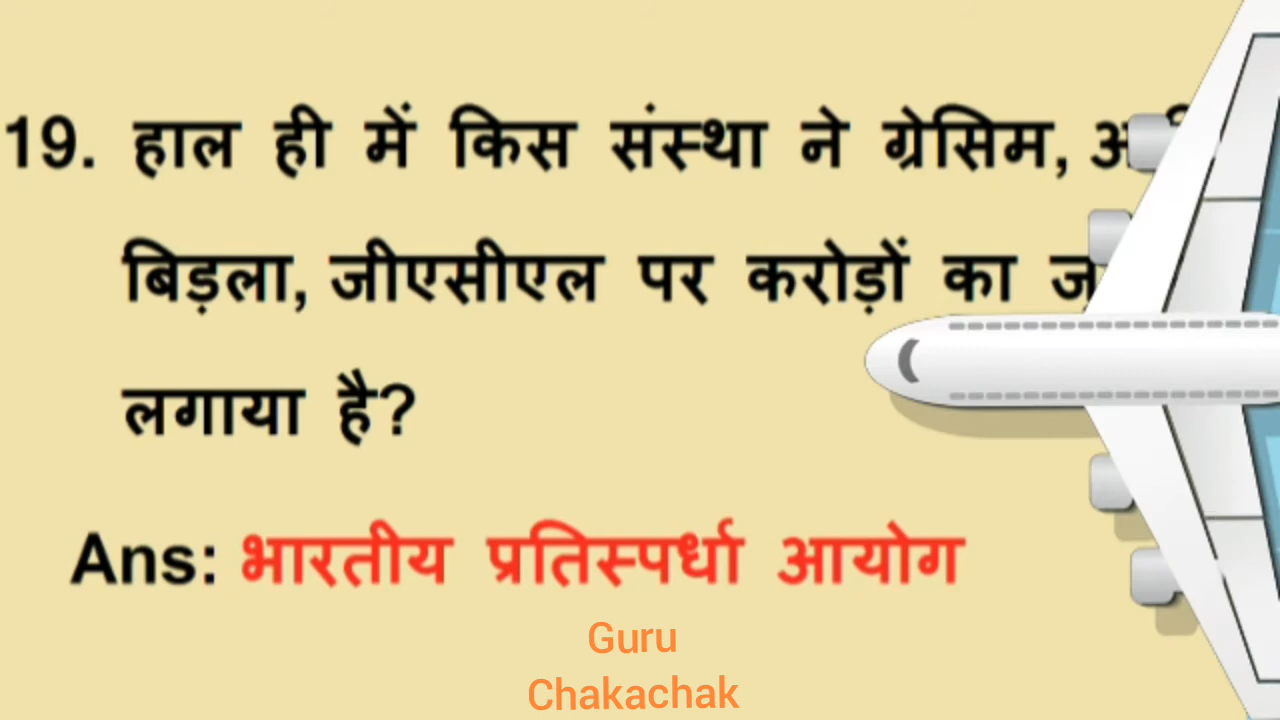 19. हाल ही में किस संस्था ने ग्रेसिम,
बिड़ला, जीएसीएल पर करोड़ों का
लगाया है?
Ans: भारतीय प्रतिस्पर्धा आयोग
Guru
Chakachak